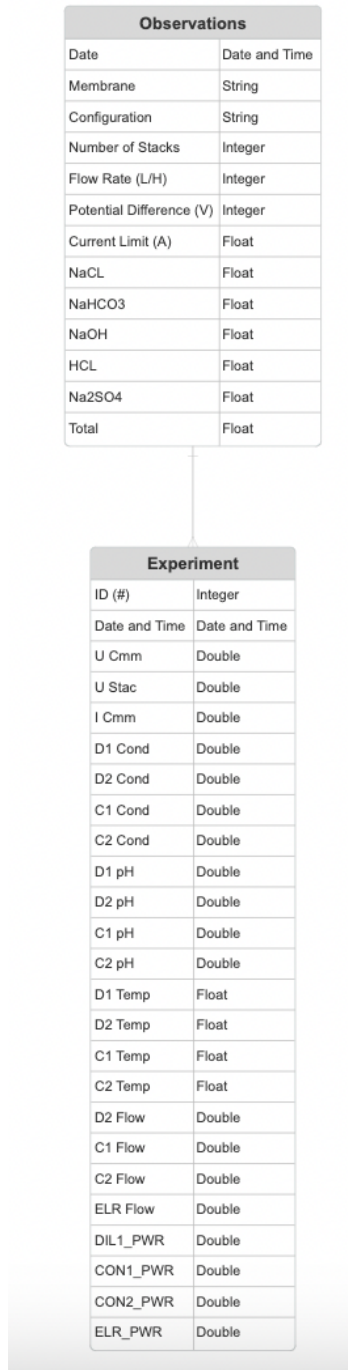 Observations
Date Date and Time
Membrane String
Configuration String
Number of Stacks Integer
Flow Rate (L/H) Integer
Potential Difference (V) Integer
Current Limit (A) Float
NaCL Float
NaHCO3 Float
NaOH Float
HCL Float
Na2SO4 Float
Total Float
Experiment
ID (#) Integer
Date and Time Date and Time
U Cmm Double
U Stac Double
I Cmm Double
D1 Cond Double
D2 Cond Double
C1 Cond Double
C2 Cond Double
D1 pH Double
D2 pH Double
C1 pH Double
C2 pH Double
D1 Temp Float
D2 Temp Float
C1 Temp Float
C2 Temp Float
D2 Flow Double
C1 Flow Double
C2 Flow Double
ELR Flow Double
DIL1_PWR Double
CON1_PWR Double
CON2_PWR Double
ELR_PWR Double